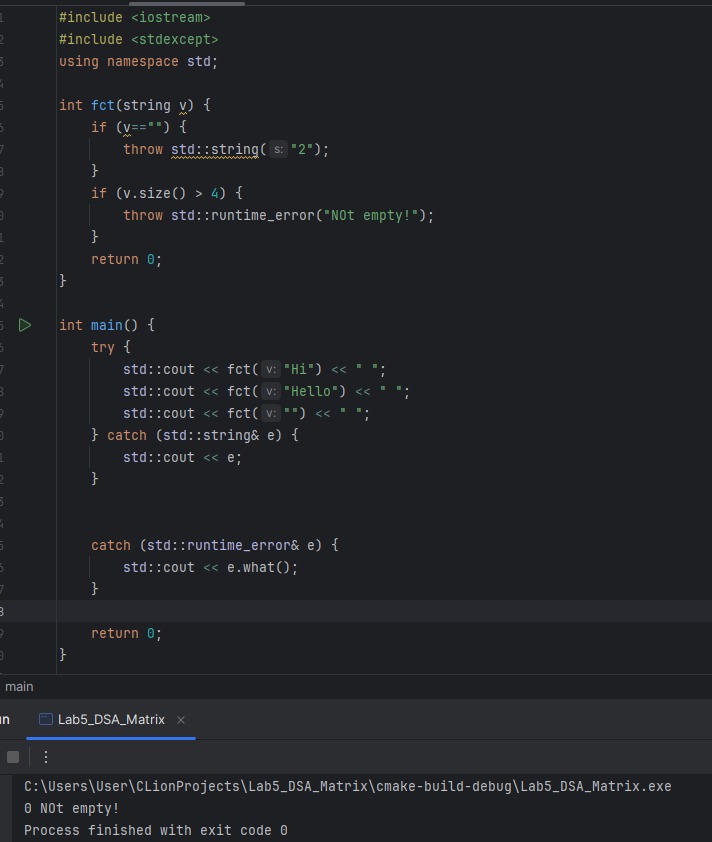 #include <iostream>
#include <stdexcept>
using namespace std;
int fct(string v) {
if (v=="") {
throw std::string( s: "2");
}
if (v.size() > 4) {
throw std::runtime_error("NOt empty!");
}
return 0;
}
int main() {
try {
std::cout << fct( v: "Hi") << " ";
std::cout << fct( v: "Hello") << " ";
std::cout << fct( v: "") << " ";
} catch (std::string& e) {
std::cout << e;
}
catch (std::runtime_error& e) {
std::cout << e.what();
}
return 0;
}
main
Lab5_DSA_Matrix ×
C:\Users\User\CLionProjects\Lab5_DSA_Matrix\cmake-build-debug\Lab5_DSA_Matrix.exe
0 NOt empty!
Process finished with exit code 0